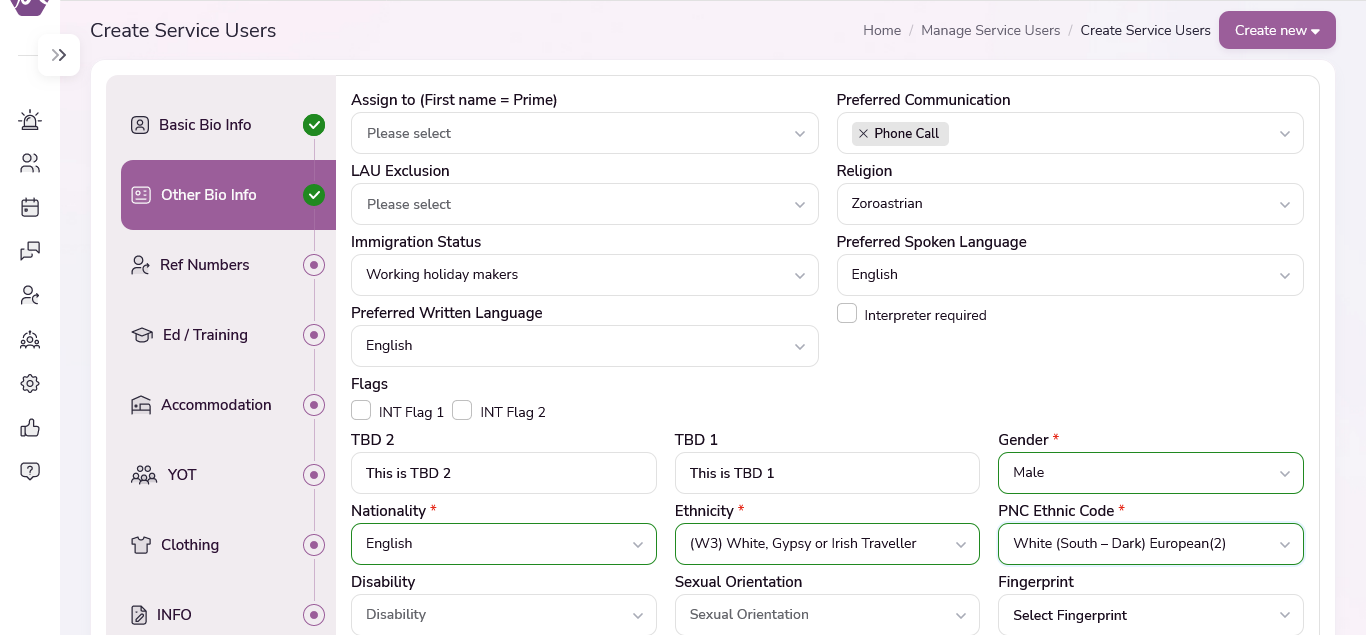 Create Service Users
Home / Manage Service Users / Create Service Users
Create new
Basic Bio Info
Other Bio Info
Ref Numbers
Ed / Training
Accommodation
YOT
Clothing
INFO
Assign to (First name = Prime)
Preferred Communication
Please select
× Phone Call
LAU Exclusion
Religion
Please select
Zoroastrian
Immigration Status
Preferred Spoken Language
Working holiday makers
English
Preferred Written Language
Interpreter required
English
Flags
INT Flag 1 INT Flag 2
TBD 2
TBD 1
Gender *
This is TBD 2
This is TBD 1
Male
Nationality *
Ethnicity *
PNC Ethnic Code *
English
(W3) White, Gypsy or Irish Traveller
White (South – Dark) European(2)
Disability
Sexual Orientation
Fingerprint
Disability
Sexual Orientation
Select Fingerprint